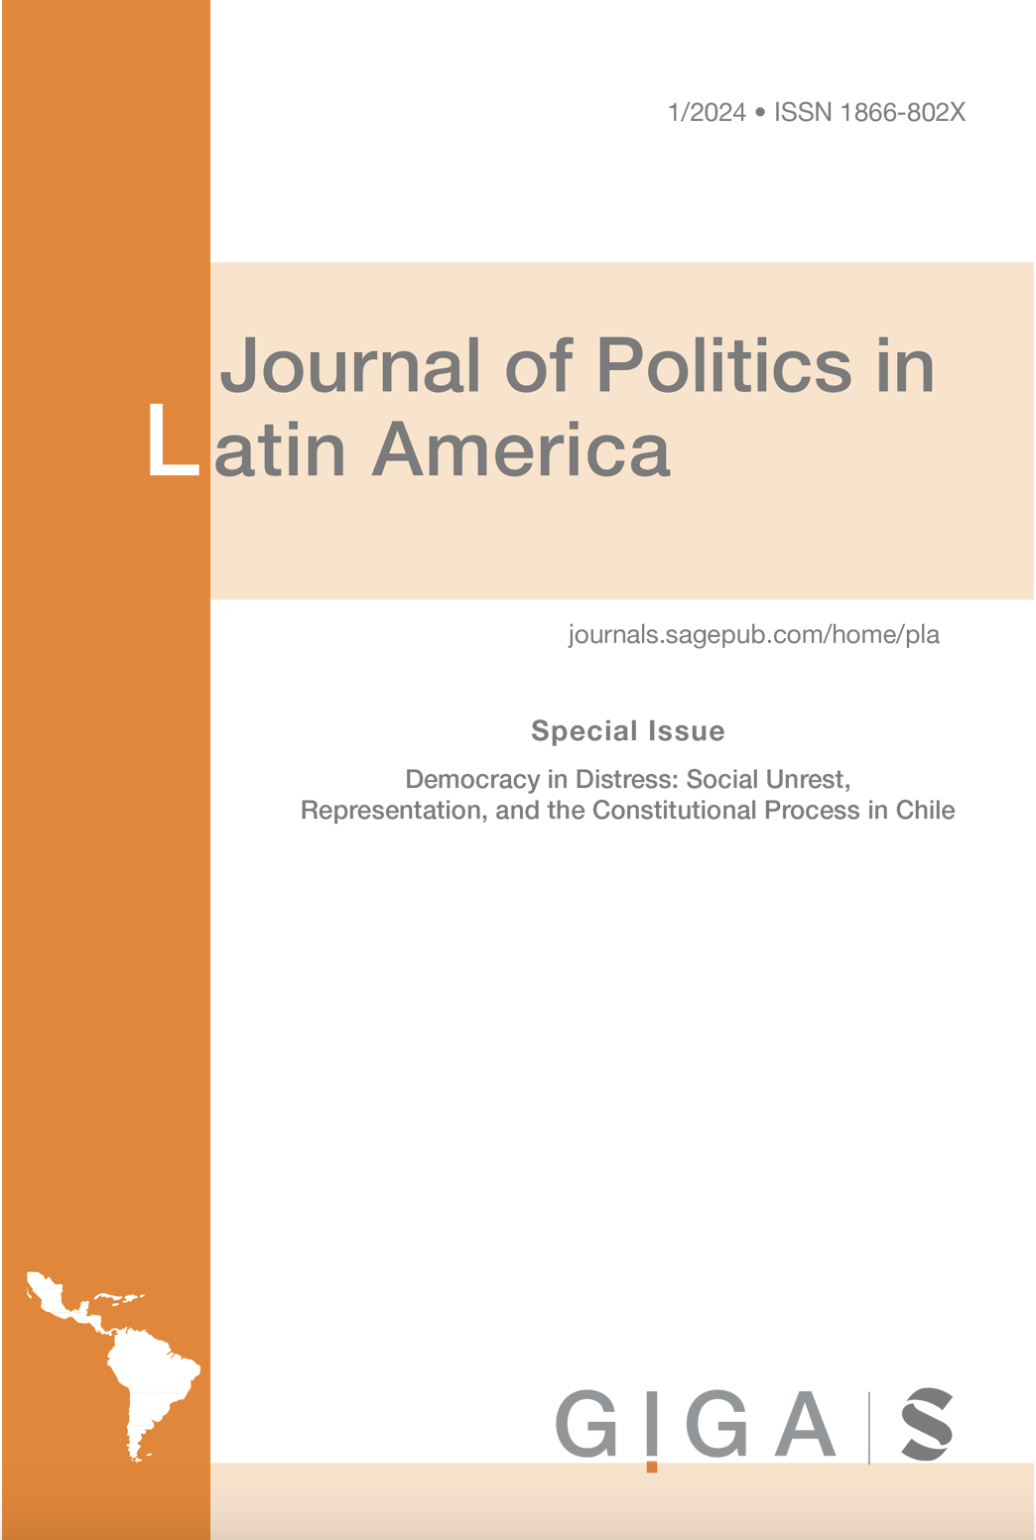 1/2024 • ISSN 1866-802X
Journal of Politics in
Latin America
journals.sagepub.com/home/pla
Special Issue
Democracy in Distress: Social Unrest,
Representation, and the Constitutional Process in Chile
GIGA | S